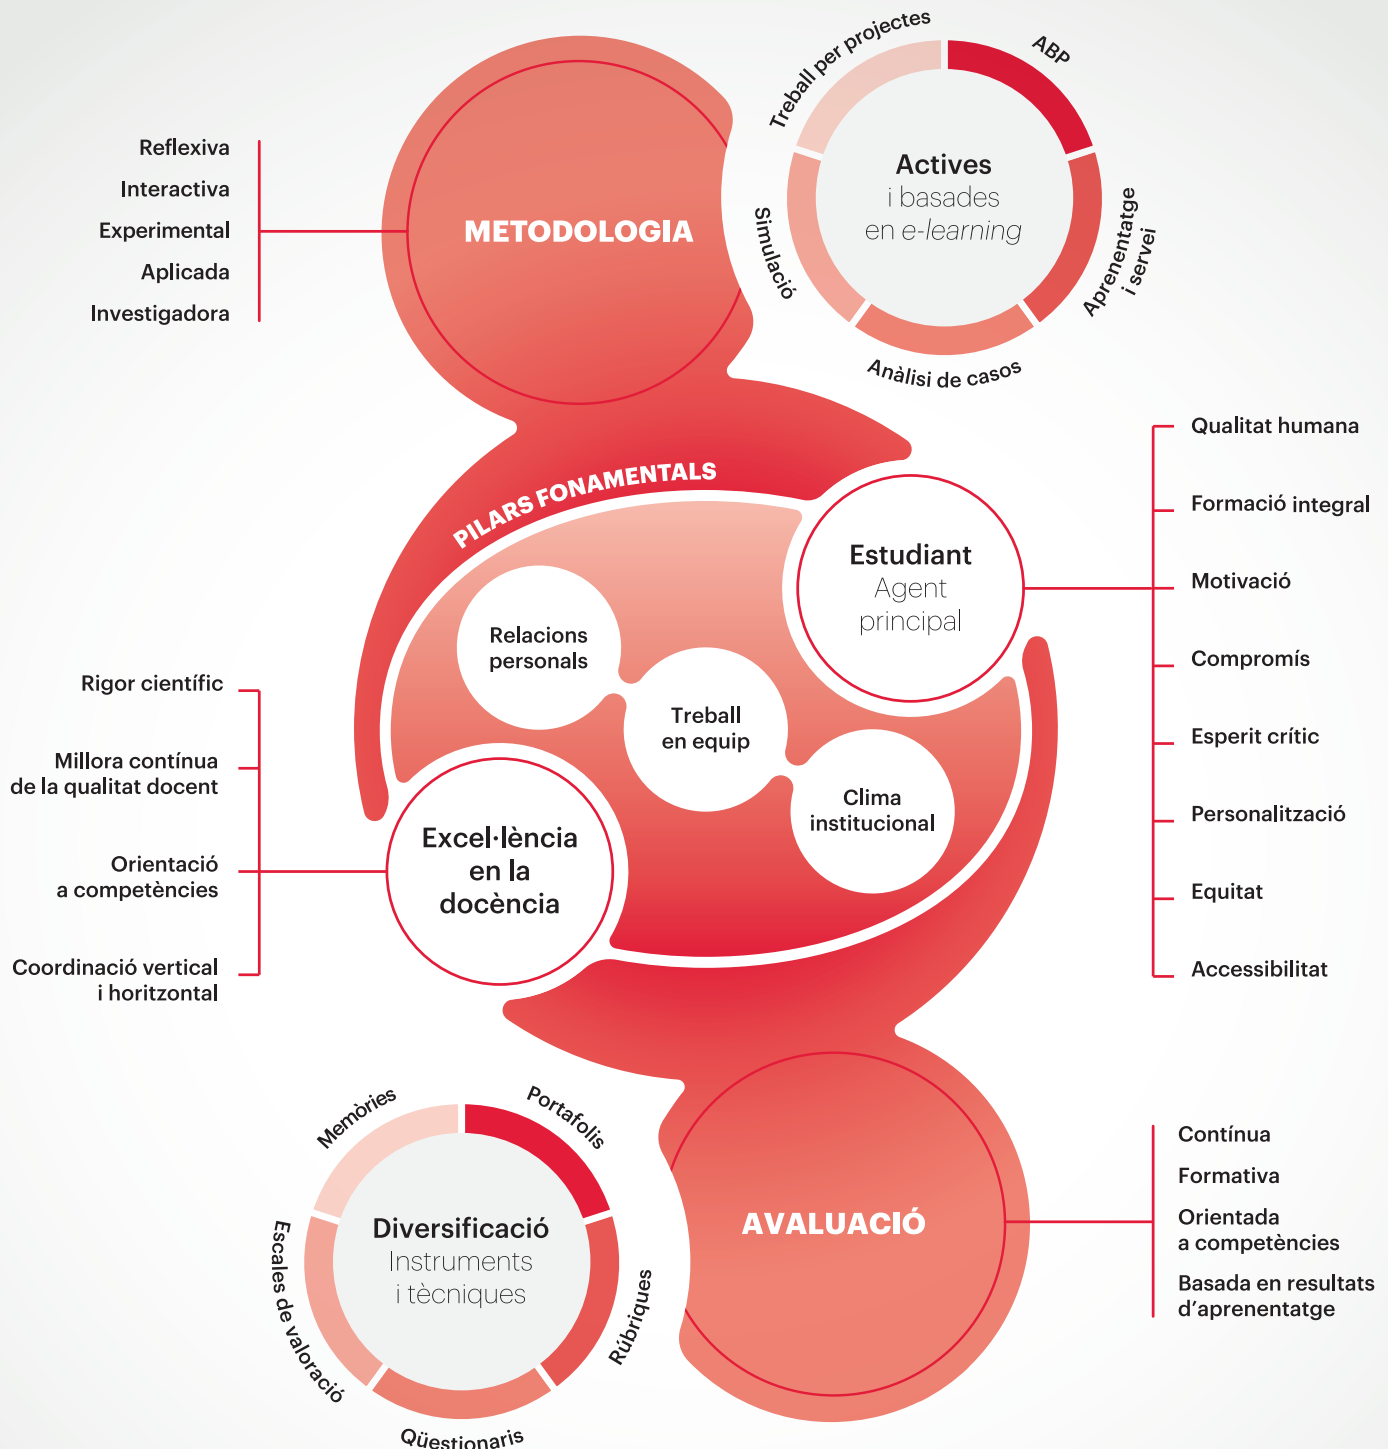 Reflexiva
Interactiva
Experimental
Aplicada
Investigadora
METODOLOGIA
Treball per projectes
ABP
Aprenentatge
i servei
Anàlisi de casos
Simulació
Actives
i basades
en e-learning
PILARS FONAMENTALS
Estudiant
Agent
principal
Qualitat humana
Formació integral
Motivació
Compromís
Esperit crític
Personalització
Equitat
Accessibilitat
Relacions
personals
Treball
en equip
Clima
institucional
Rigor científic
Millora contínua
de la qualitat docent
Orientació
a competències
Coordinació vertical
i horitzontal
Excel·lència
en la
docència
Memòries
Portafolis
Rúbriques
Qüestionaris
Escales de valoració
Diversificació
Instruments
i tècniques
AVALUACIÓ
Contínua
Formativa
Orientada
a competències
Basada en resultats
d’aprenentatge